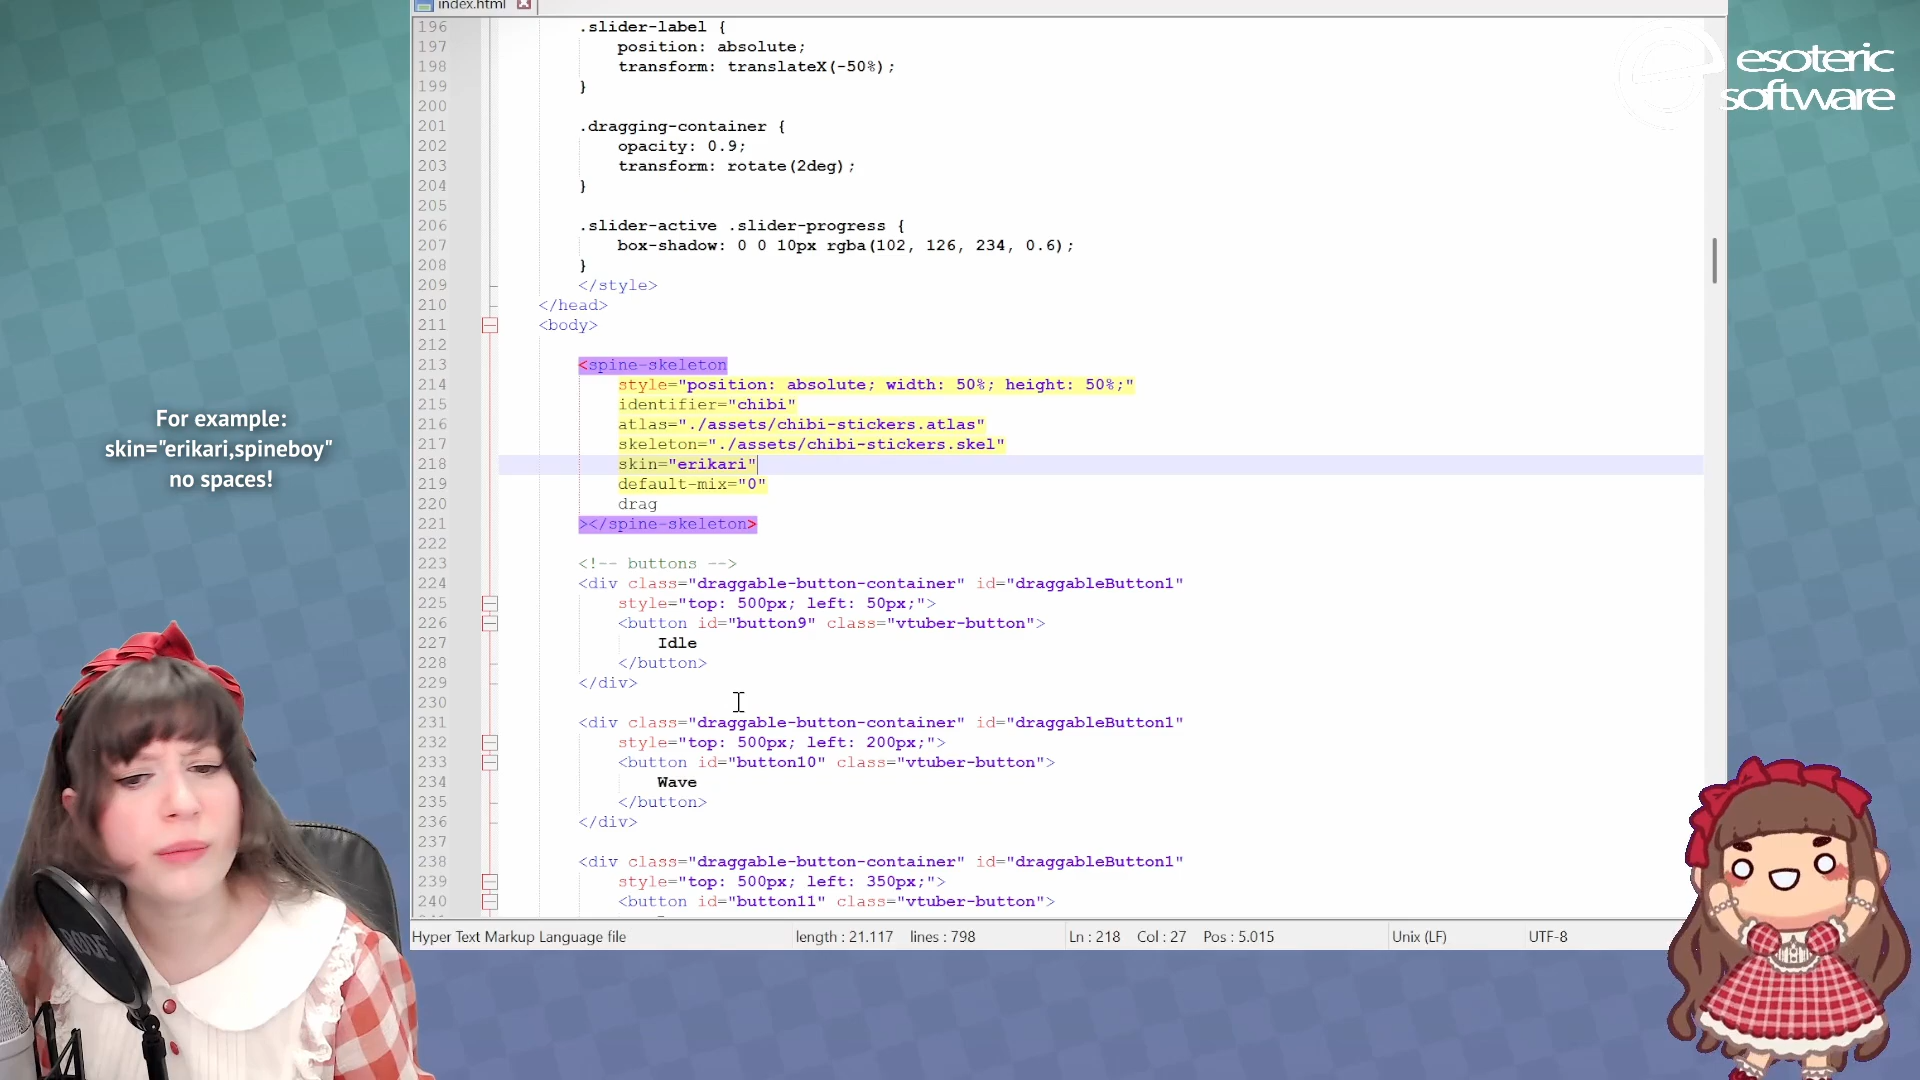 index.html
esoteric
software
196 .slider-label {
197 position: absolute;
198 transform: translateX(-50%);
199 }
200
201 .dragging-container {
202 opacity: 0.9;
203 transform: rotate(2deg);
204 }
205
206 .slider-active .slider-progress {
207 box-shadow: 0 0 10px rgba(102, 126, 234, 0.6);
208 }
209 </style>
210 </head>
211 <body>
212
213 <spine-skeleton
214 style="position: absolute; width: 50%; height: 50%;"
215 identifier="chibi"
216 atlas="./assets/chibi-stickers.atlas"
217 skeleton="./assets/chibi-stickers.skel"
218 skin="erikari"
219 default-mix="0"
220 drag
221 ></spine-skeleton>
222
223 <!-- buttons -->
224 <div class="draggable-button-container" id="draggableButton1"
225 style="top: 500px; left: 50px;">
226 <button id="button9" class="vtuber-button">
227 Idle
228 </button>
229 </div>
230
231 <div class="draggable-button-container" id="draggableButton1"
232 style="top: 500px; left: 200px;">
233 <button id="button10" class="vtuber-button">
234 Wave
235 </button>
236 </div>
237
238 <div class="draggable-button-container" id="draggableButton1"
239 style="top: 500px; left: 350px;">
240 <button id="button11" class="vtuber-button">
For example:
skin="erikari,spineboy"
no spaces!
RODE
Hyper Text Markup Language file length : 21.117 lines : 798 Ln : 218 Col : 27 Pos : 5.015 Unix (LF) UTF-8